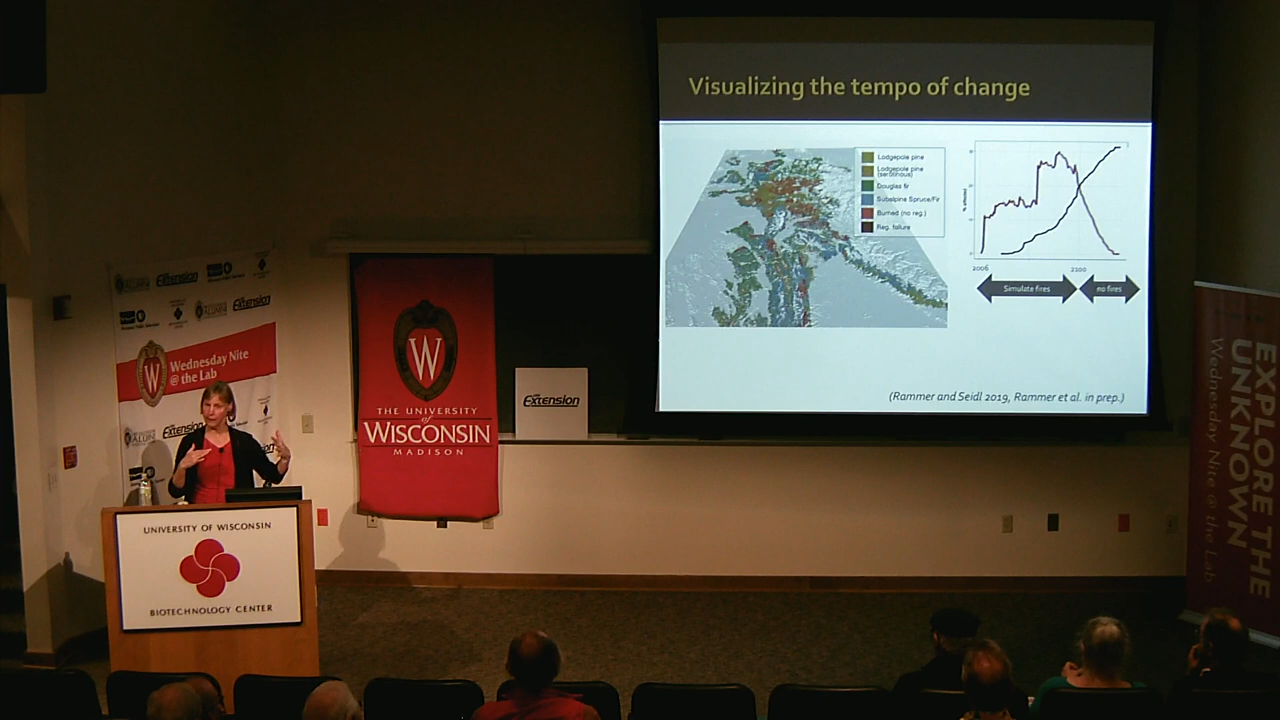 Visualizing the tempo of change
Lodgepole pine
Lodgepole pine
(serotinous)
Douglas fir
Subalpine Spruce/Fir
Burned (no reg.)
Reg. failure
% affected
2006
2100
Simulate fires
no fires
(Rammer and Seidl 2019, Rammer et al. in prep.)
Extension
Extension
Wednesday Nite
@ the Lab
Extension
W
THE UNIVERSITY
of
WISCONSIN
MADISON
Extension
UNIVERSITY OF WISCONSIN
BIOTECHNOLOGY CENTER
EXPLORE THE
UNKNOWN
Wednesday Nite @ the Lab